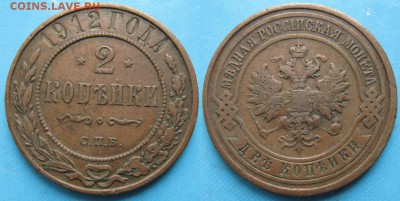 COINS.LAVE.RU
1912 ГОДА
* 2 *
КОПѢЙКИ
С.П.Б.
МѢДНАЯ РОССІЙСКАЯ МОНЕТА
ДВѢ КОПѢЙКИ